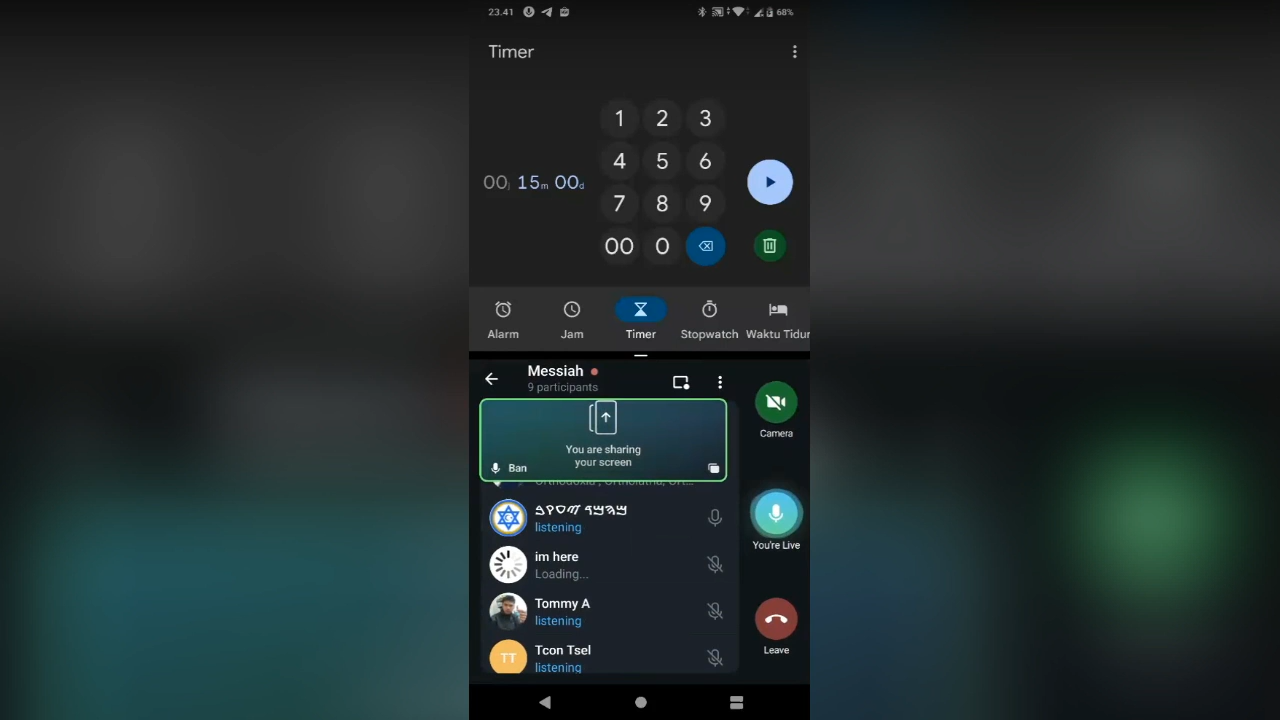 23.41 68%
Timer
1 2 3
4 5 6
00j 15m 00d
7 8 9
00 0
Alarm Jam Timer Stopwatch Waktu Tidur
Messiah
9 participants
Camera
You are sharing
your screen
Ban
listening
You're Live
im here
Loading...
Tommy A
listening
Leave
Tcon Tsel
TT
listening